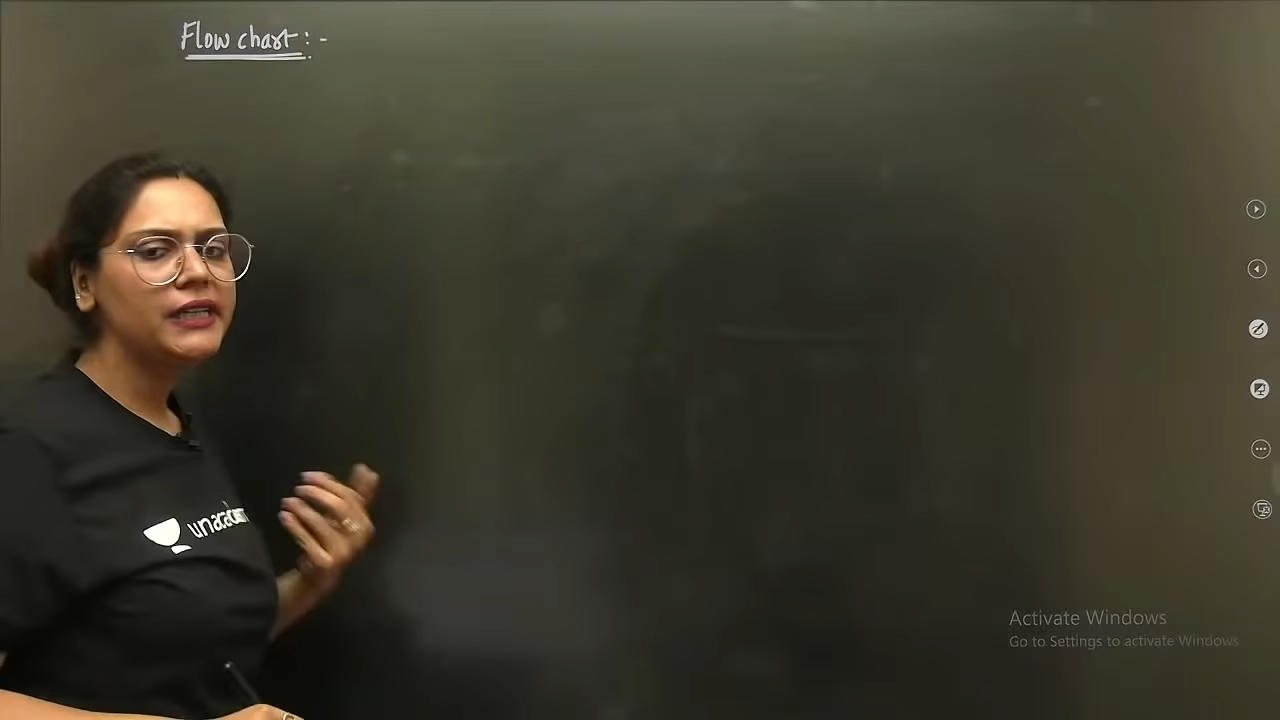 Flow chart : -
unacademy
Activate Windows
Go to Settings to activate Windows